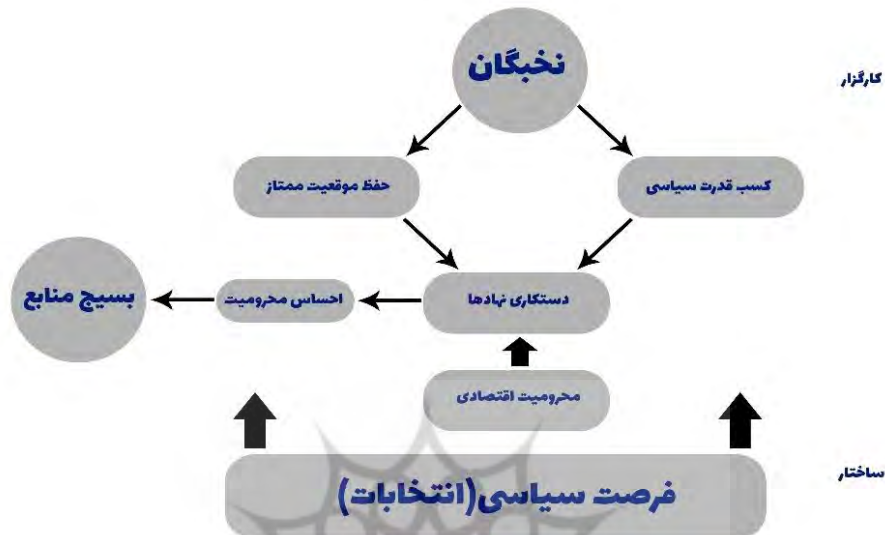 نخبگان
کارگزار
کسب قدرت سیاسی
حفظ موقعیت ممتاز
دستکاری نهادها
احساس محرومیت
بسیج منابع
محرومیت اقتصادی
ساختار
فرصت سیاسی(انتخابات)